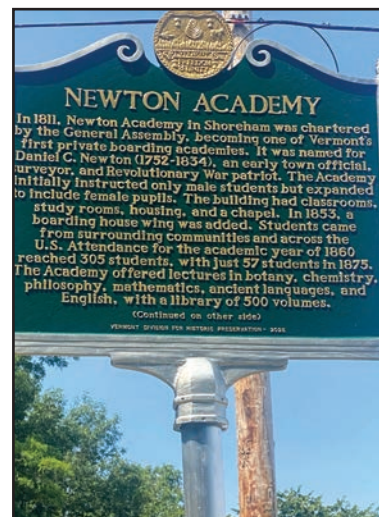 NEWTON ACADEMY
In 1811, Newton Academy in Shoreham was chartered
by the General Assembly, becoming one of Vermont's
first private boarding academies. It was named for
Daniel C. Newton (1752-1834), an early town official,
surveyor, and Revolutionary War patriot. The Academy
initially instructed only male students but expanded
to include female pupils. The building had classrooms,
study rooms, housing, and a chapel. In 1853, a
boarding house wing was added. Students came
from surrounding communities and across the
U.S. Attendance for the academic year of 1860
reached 305 students, with just 57 students in 1875.
The Academy offered lectures in botany, chemistry,
philosophy, mathematics, ancient languages, and
English, with a library of 500 volumes.
(Continued on other side)
VERMONT DIVISION FOR HISTORIC PRESERVATION -